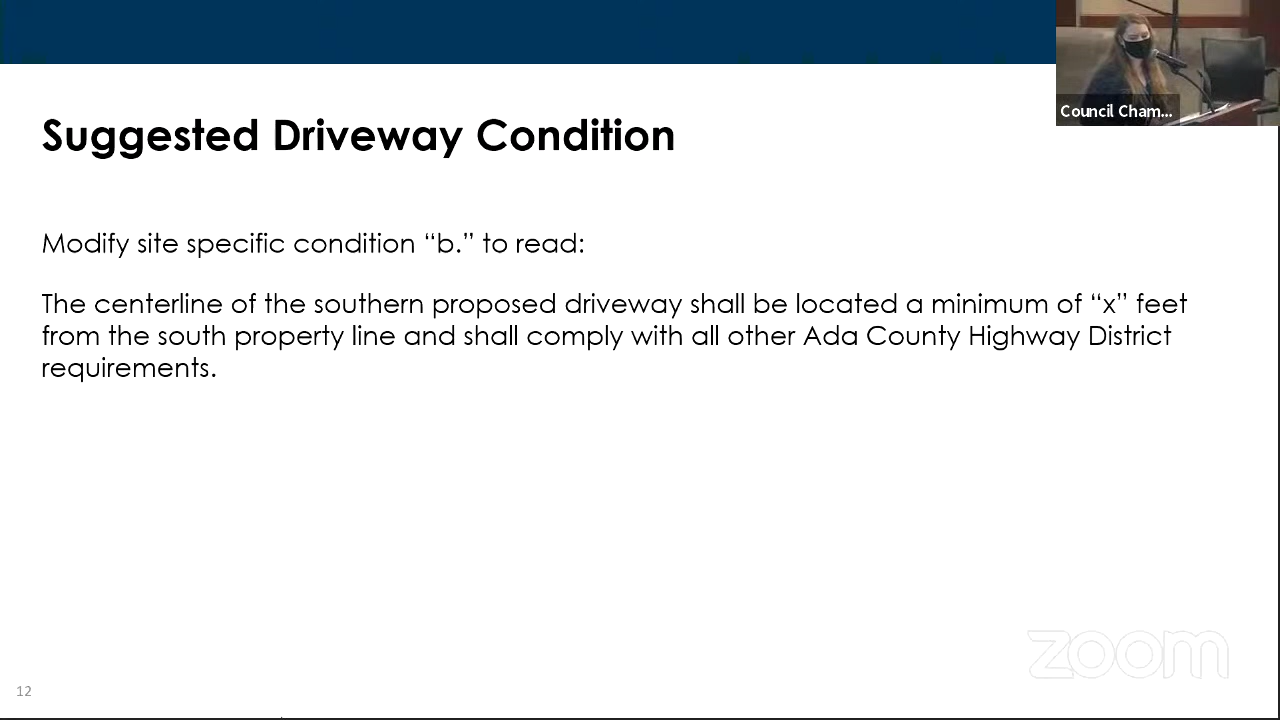 Council Cham...
Suggested Driveway Condition
Modify site specific condition “b.” to read:
The centerline of the southern proposed driveway shall be located a minimum of “x” feet
from the south property line and shall comply with all other Ada County Highway District
requirements.
zoom
12